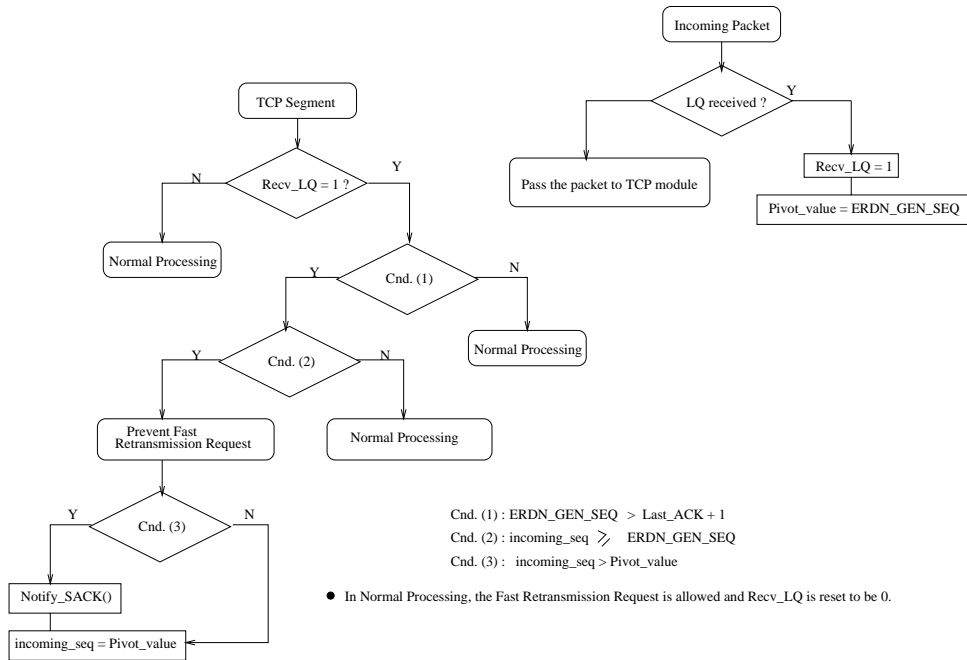 Incoming Packet
LQ received ?
Y
Pass the packet to TCP module
Recv_LQ = 1
Pivot_value = ERDN_GEN_SEQ
TCP Segment
Recv_LQ = 1 ?
N
Y
Normal Processing
Cnd. (1)
Y
N
Normal Processing
Cnd. (2)
Y
N
Prevent Fast
Retransmission Request
Normal Processing
Cnd. (3)
Y
N
Notify_SACK()
incoming_seq = Pivot_value
Cnd. (1) : ERDN_GEN_SEQ > Last_ACK + 1
Cnd. (2) : incoming_seq ⩾ ERDN_GEN_SEQ
Cnd. (3) : incoming_seq > Pivot_value
● In Normal Processing, the Fast Retransmission Request is allowed and Recv_LQ is reset to be 0.